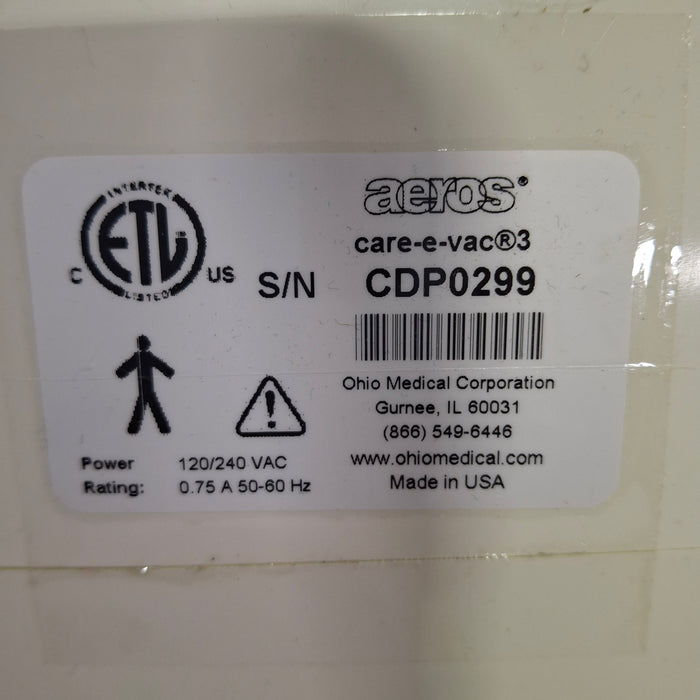 INTERTEK
ETL
LISTED
C US
aeros®
care-e-vac®3
S/N CDP0299
Ohio Medical Corporation
Gurnee, IL 60031
(866) 549-6446
www.ohiomedical.com
Made in USA
Power 120/240 VAC
Rating: 0.75 A 50-60 Hz